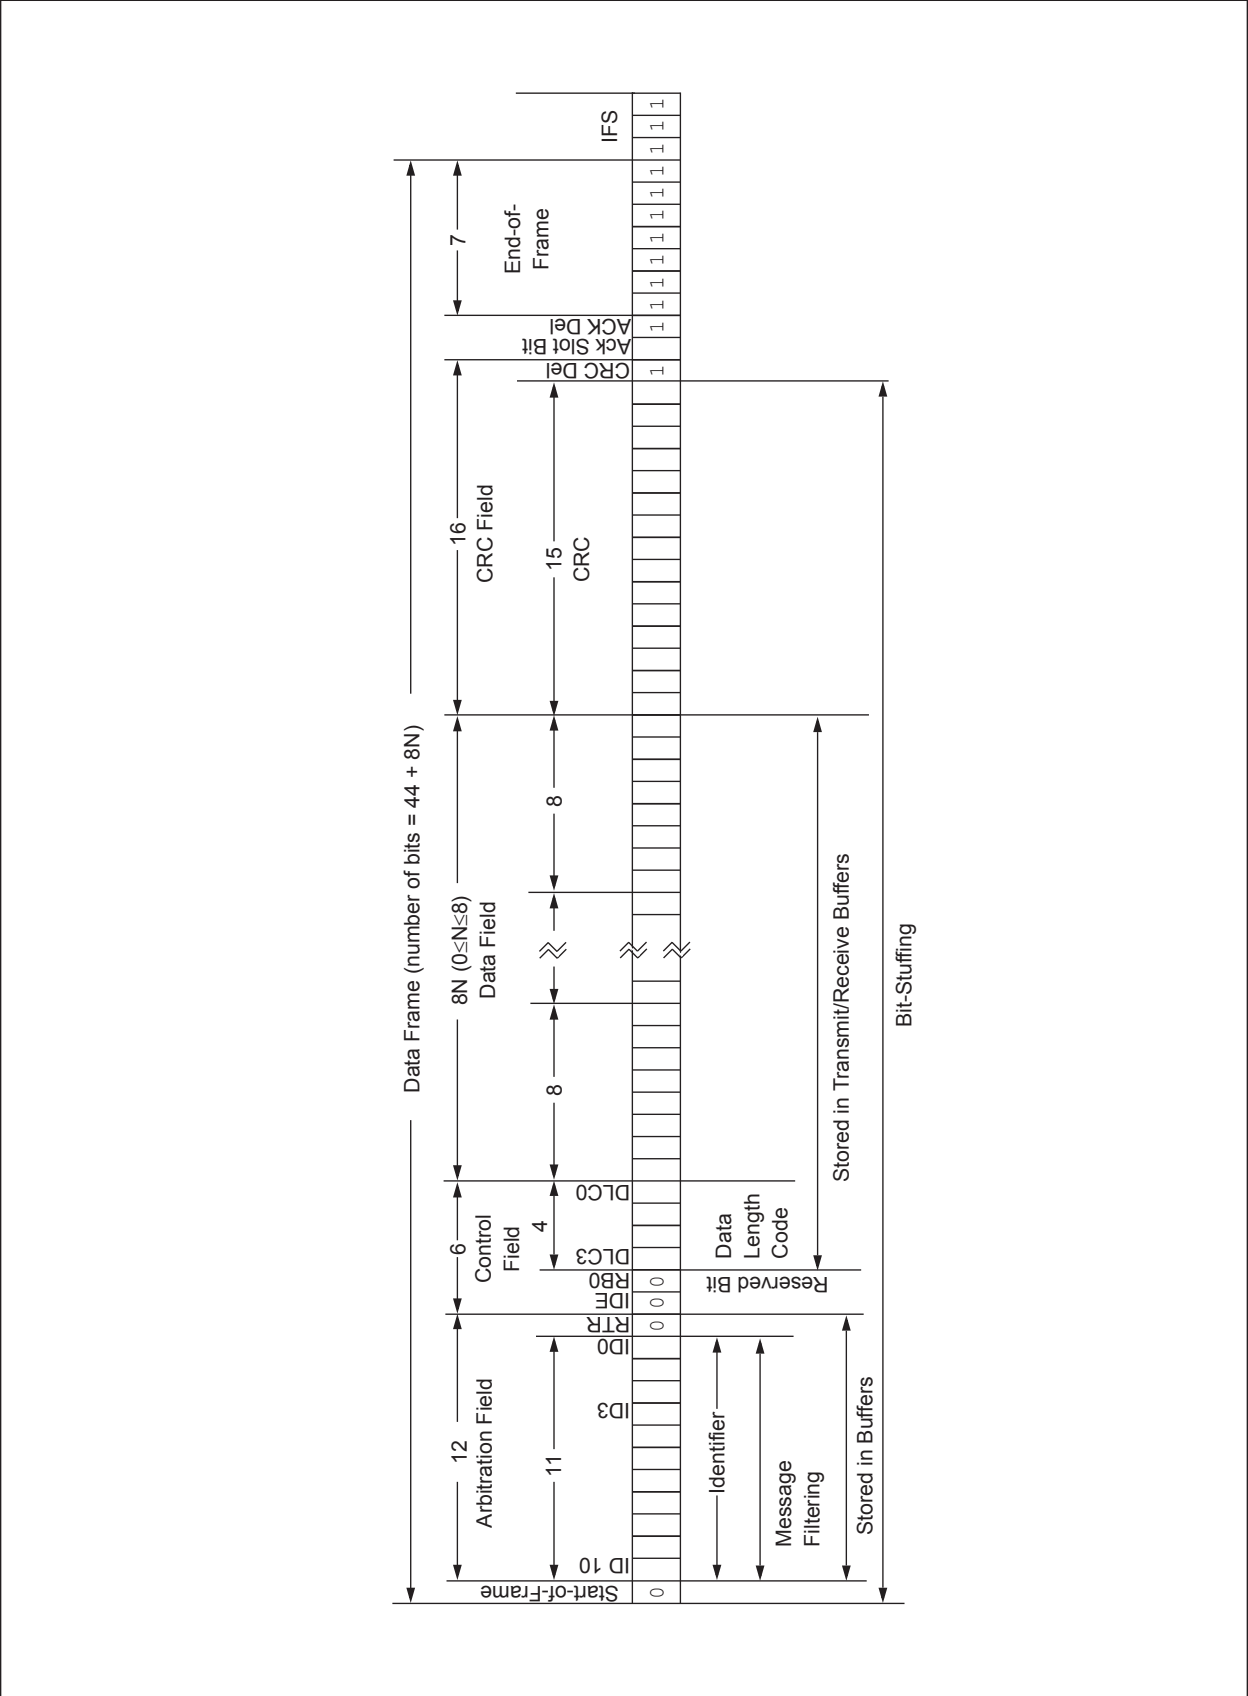 Data Frame (number of bits = 44 + 8N)
12
Arbitration Field
6
Control
Field
8N (0≤N≤8)
Data Field
16
CRC Field
7
End-of-
Frame
IFS
11
4
8
8
15
CRC
Start-of-Frame
ID 10
ID3
ID0
RTR
IDE
RB0
DLC3
DLC0
CRC Del
Ack Slot Bit
ACK Del
0
0
0
0
1
1
1
1
1
1
1
1
1
1
1
1
Identifier
Message
Filtering
Stored in Buffers
Reserved Bit
Data
Length
Code
Stored in Transmit/Receive Buffers
Bit-Stuffing